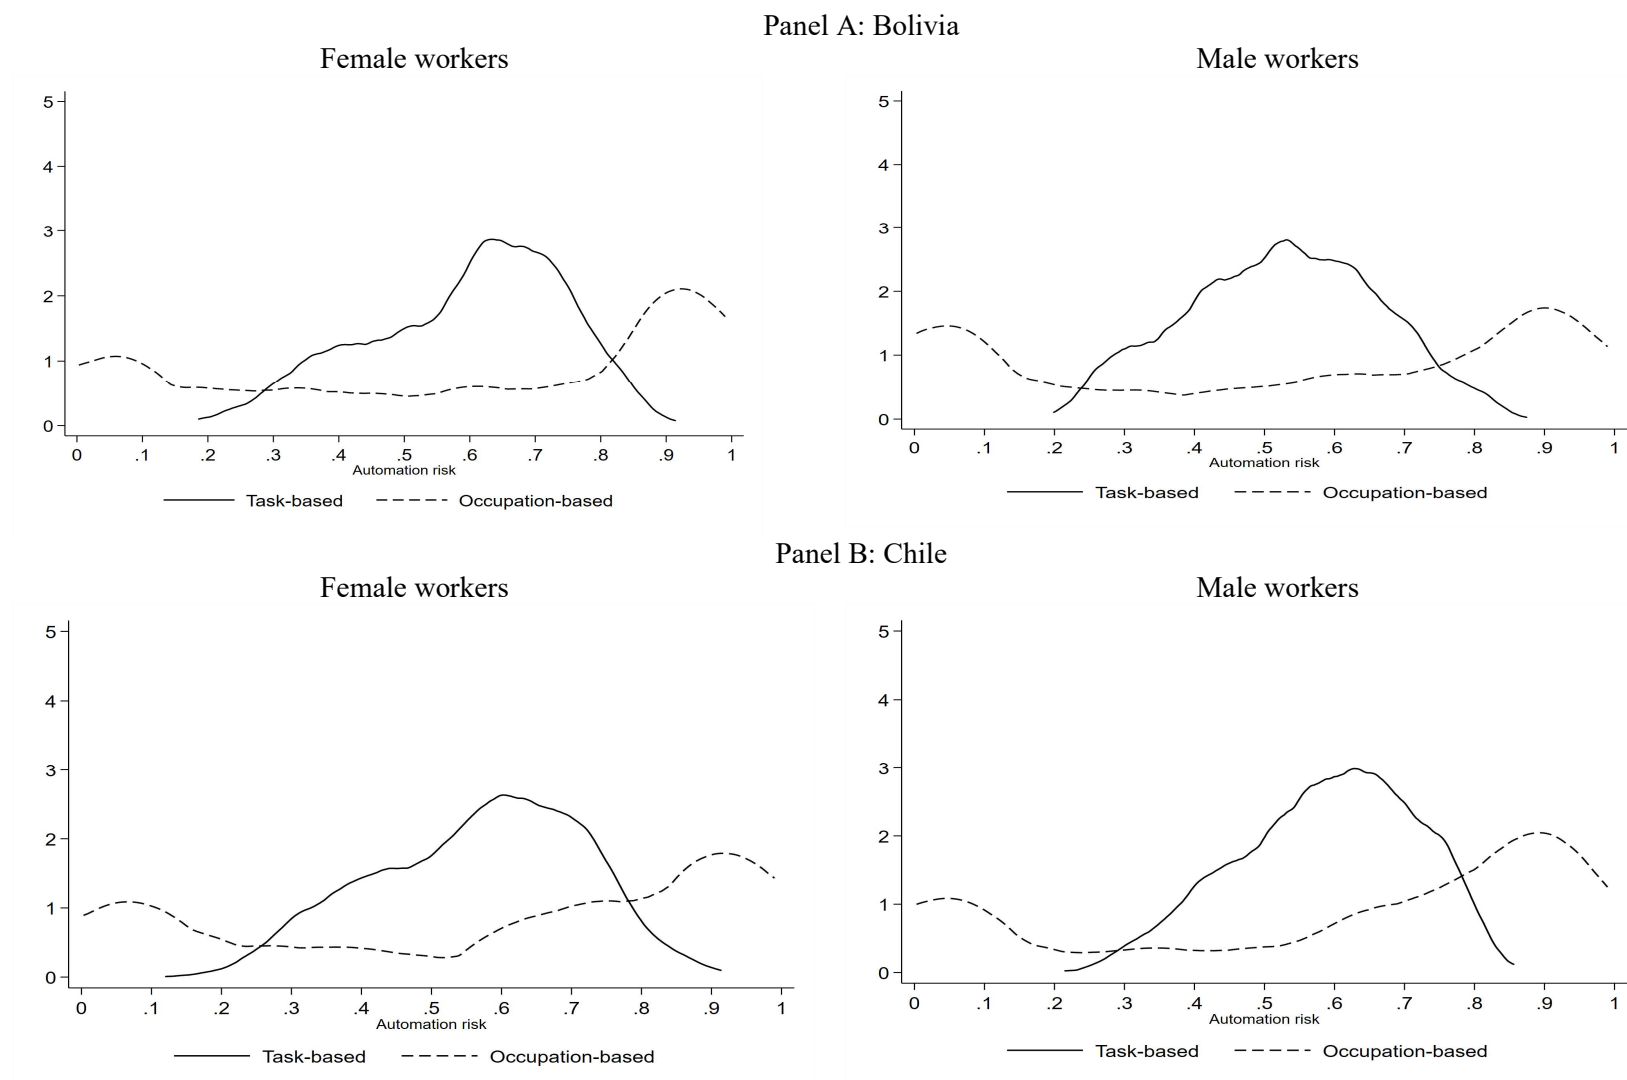 Panel A: Bolivia
Female workers
Male workers
5
4
3
2
1
0
0 .1 .2 .3 .4 .5 .6 .7 .8 .9 1
Automation risk
Task-based Occupation-based
5
4
3
2
1
0
0 .1 .2 .3 .4 .5 .6 .7 .8 .9 1
Automation risk
Task-based Occupation-based
Panel B: Chile
Female workers
Male workers
5
4
3
2
1
0
0 .1 .2 .3 .4 .5 .6 .7 .8 .9 1
Automation risk
Task-based Occupation-based
5
4
3
2
1
0
0 .1 .2 .3 .4 .5 .6 .7 .8 .9 1
Automation risk
Task-based Occupation-based